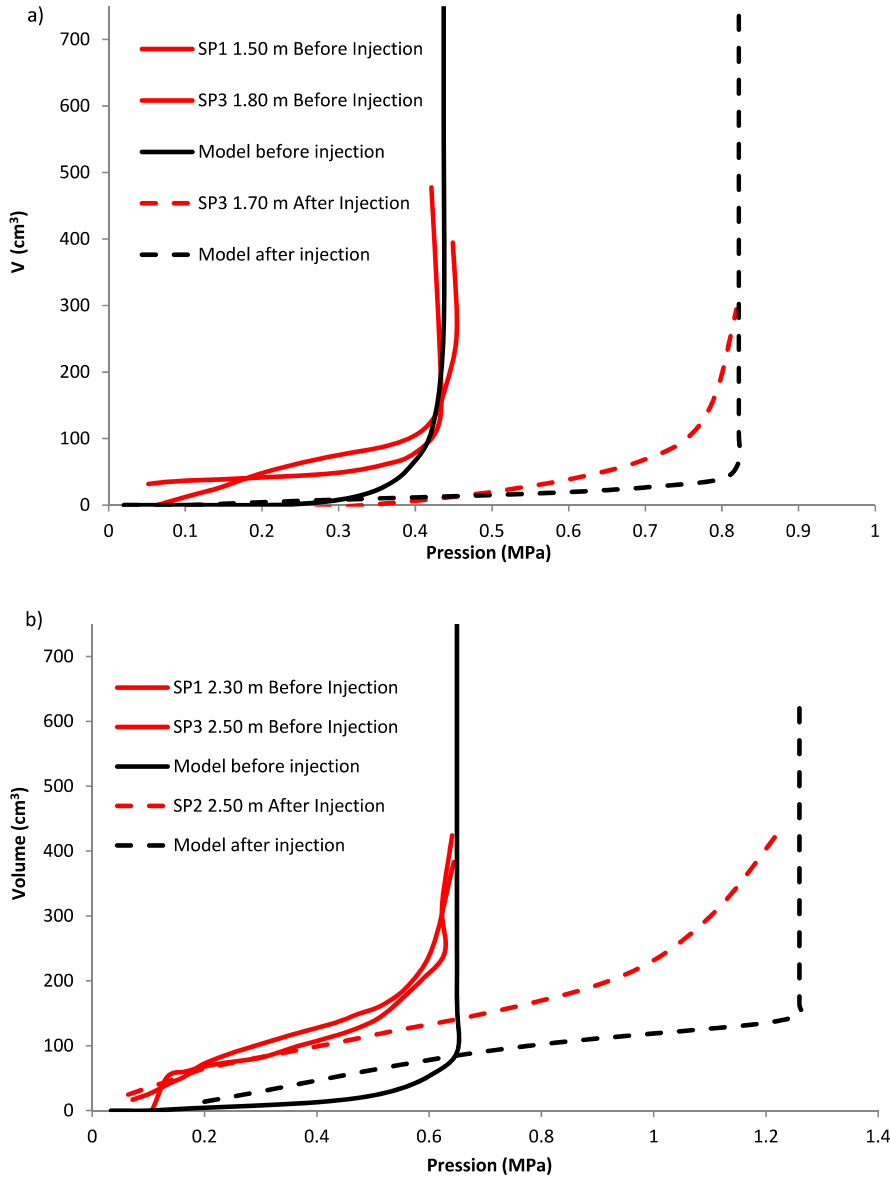 a)
700
600
500
400
300
200
100
0
V (cm³)
SP1 1.50 m Before Injection
SP3 1.80 m Before Injection
Model before injection
SP3 1.70 m After Injection
Model after injection
0 0.1 0.2 0.3 0.4 0.5 0.6 0.7 0.8 0.9 1
Pression (MPa)
b)
700
600
500
400
300
200
100
0
Volume (cm³)
SP1 2.30 m Before Injection
SP3 2.50 m Before Injection
Model before injection
SP2 2.50 m After Injection
Model after injection
0 0.2 0.4 0.6 0.8 1 1.2 1.4
Pression (MPa)